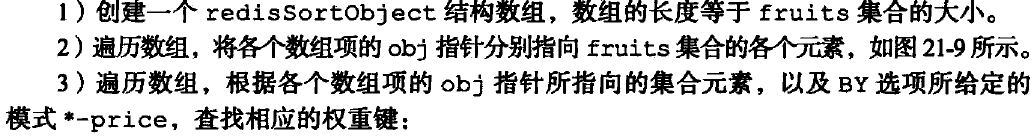 1）创建一个 redisSortObject 结构数组，数组的长度等于 fruits 集合的大小。
2）遍历数组，将各个数组项的 obj 指针分别指向 fruits 集合的各个元素，如图 21-9 所示。
3）遍历数组，根据各个数组项的 obj 指针所指向的集合元素，以及 BY 选项所给定的
模式 *-price，查找相应的权重键：